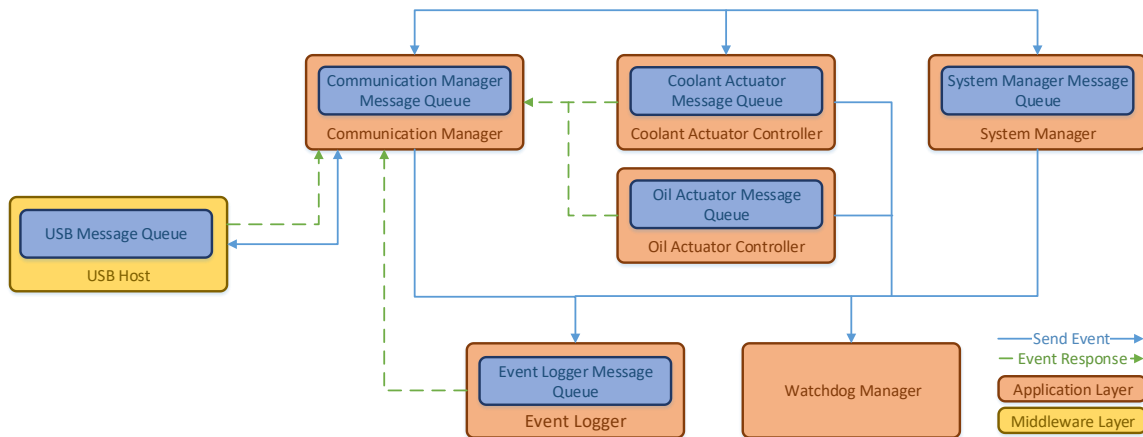 Communication Manager
Message Queue
Communication Manager
Coolant Actuator
Message Queue
Coolant Actuator Controller
System Manager Message
Queue
System Manager
Oil Actuator Message
Queue
Oil Actuator Controller
USB Message Queue
USB Host
Event Logger Message
Queue
Event Logger
Watchdog Manager
Send Event
Event Response
Application Layer
Middleware Layer